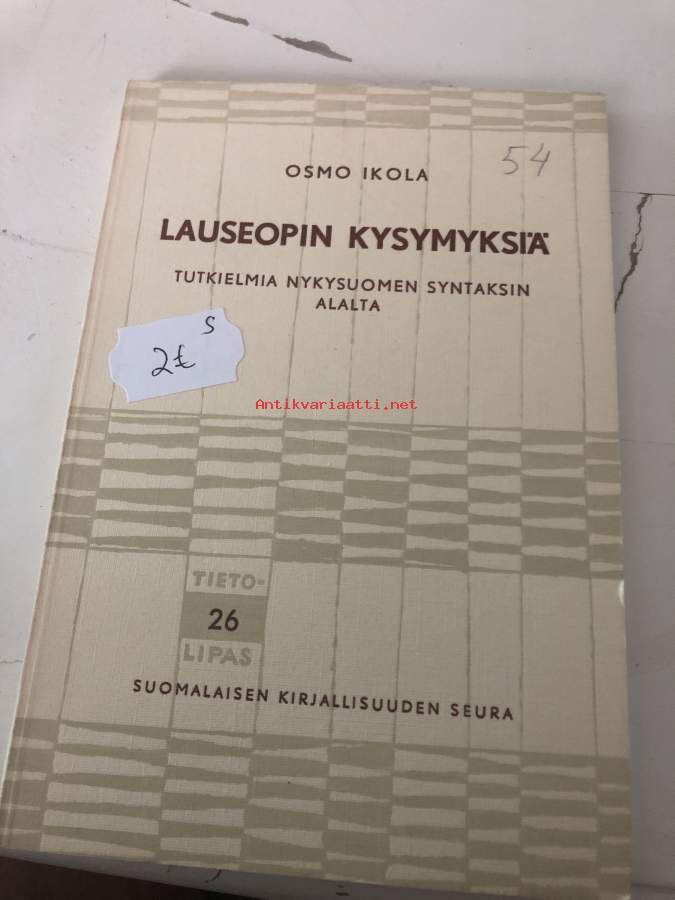 54
OSMO IKOLA
LAUSEOPIN KYSYMYKSIÄ
TUTKIELMIA NYKYSUOMEN SYNTAKSIN
ALALTA
S
2€
Antikvariaatti.net
TIETO-
26
LIPAS
SUOMALAISEN KIRJALLISUUDEN SEURA